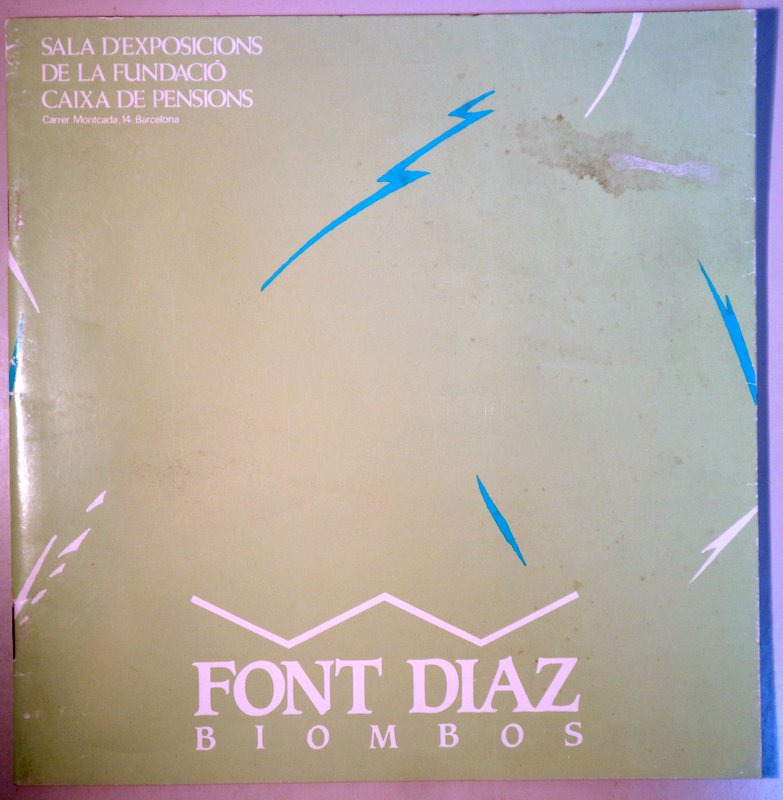 SALA D'EXPOSICIONS
DE LA FUNDACIÓ
CAIXA DE PENSIONS
Carrer Montcada, 14. Barcelona
FONT DIAZ
BIOMBOS